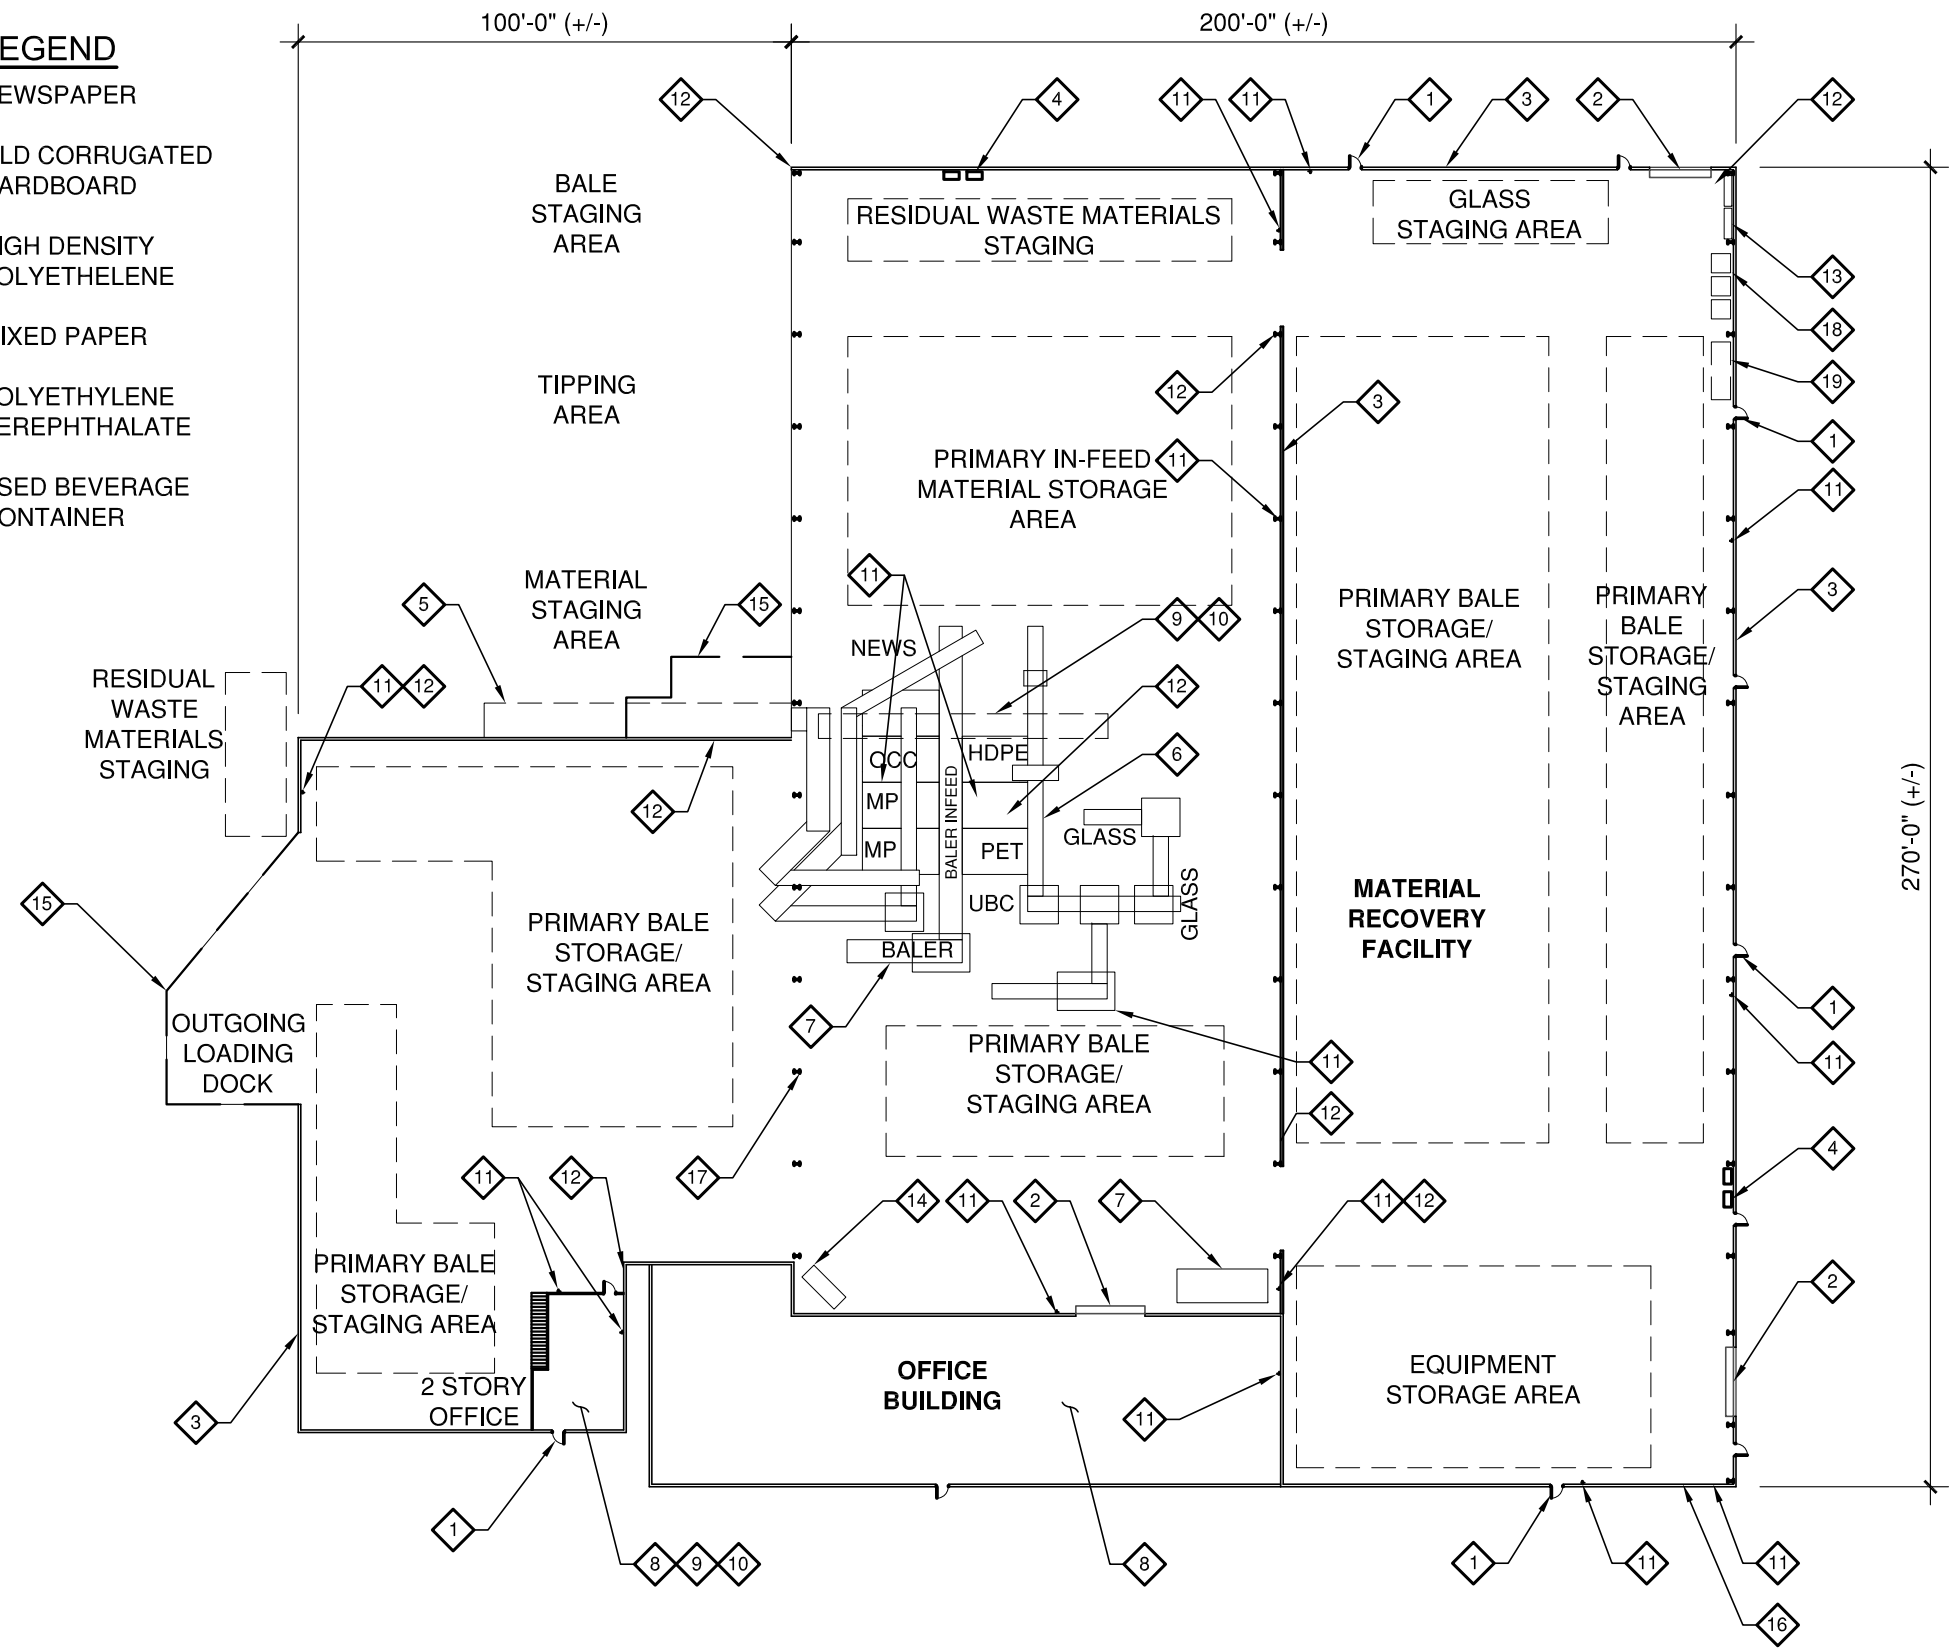 100'-0" (+/-)
200'-0" (+/-)
EGEND
EWSPAPER
LD CORRUGATED
ARDBOARD
IGH DENSITY
OLYETHELENE
IXED PAPER
OLYETHYLENE
EREPHTHALATE
SED BEVERAGE
ONTAINER
12
4
11
11
1
3
2
12
BALE
STAGING
AREA
RESIDUAL WASTE MATERIALS
STAGING
GLASS
STAGING AREA
13
18
19
TIPPING
AREA
12
3
1
PRIMARY IN-FEED
MATERIAL STORAGE
AREA
11
11
MATERIAL
STAGING
AREA
5
15
11
9
10
3
PRIMARY BALE
STORAGE/
STAGING AREA
PRIMARY
BALE
STORAGE/
STAGING
AREA
RESIDUAL
WASTE
MATERIALS
STAGING
11
12
NEWS
12
OCC
HDPE
6
12
MP
BALER INFEED
GLASS
MP
PET
270'-0" (+/-)
15
UBC
GLASS
MATERIAL
RECOVERY
FACILITY
PRIMARY BALE
STORAGE/
STAGING AREA
BALER
7
1
OUTGOING
LOADING
DOCK
PRIMARY BALE
STORAGE/
STAGING AREA
11
11
12
4
11
12
17
14
11
2
7
11
12
PRIMARY BALE
STORAGE/
STAGING AREA
2
2 STORY
OFFICE
OFFICE
BUILDING
EQUIPMENT
STORAGE AREA
3
11
1
8
9
10
8
1
11
11
16